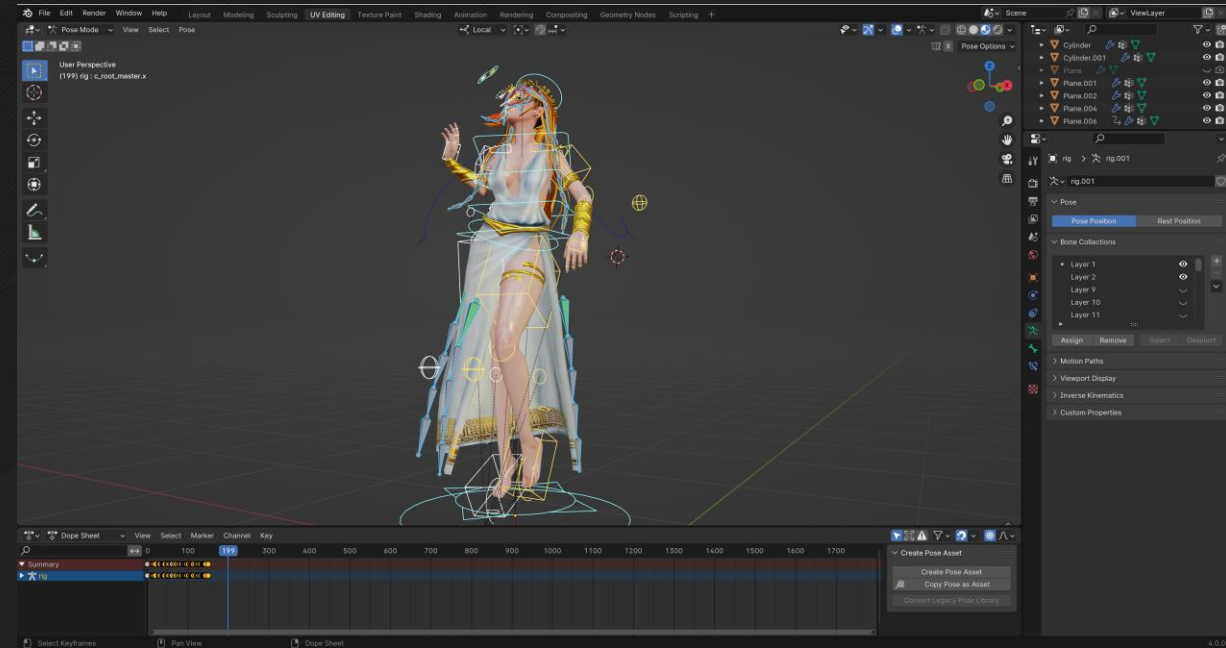 File Edit Render Window Help Layout Modeling Sculpting UV Editing Texture Paint Shading Animation Rendering Compositing Geometry Nodes Scripting + Scene ViewLayer
Pose Mode View Select Pose Local
Pose Options
User Perspective
(199) rig : c_root_master.x
Z
Cylinder
Cylinder.001
Plane
Plane.001
Plane.002
Plane.004
Plane.006
rig > rig.001
rig.001
Pose
Pose Position Rest Position
Bone Collections
Layer 1
Layer 2
Layer 9
Layer 10
Layer 11
Assign Remove Select Deselect
Motion Paths
Viewport Display
Inverse Kinematics
Custom Properties
Dope Sheet View Select Marker Channel Key
0 100 199 300 400 500 600 700 800 900 1000 1100 1200 1300 1400 1500 1600 1700
Summary
rig
Create Pose Asset
Create Pose Asset
Copy Pose as Asset
Convert Legacy Pose Library
Select Keyframes Pan View Dope Sheet